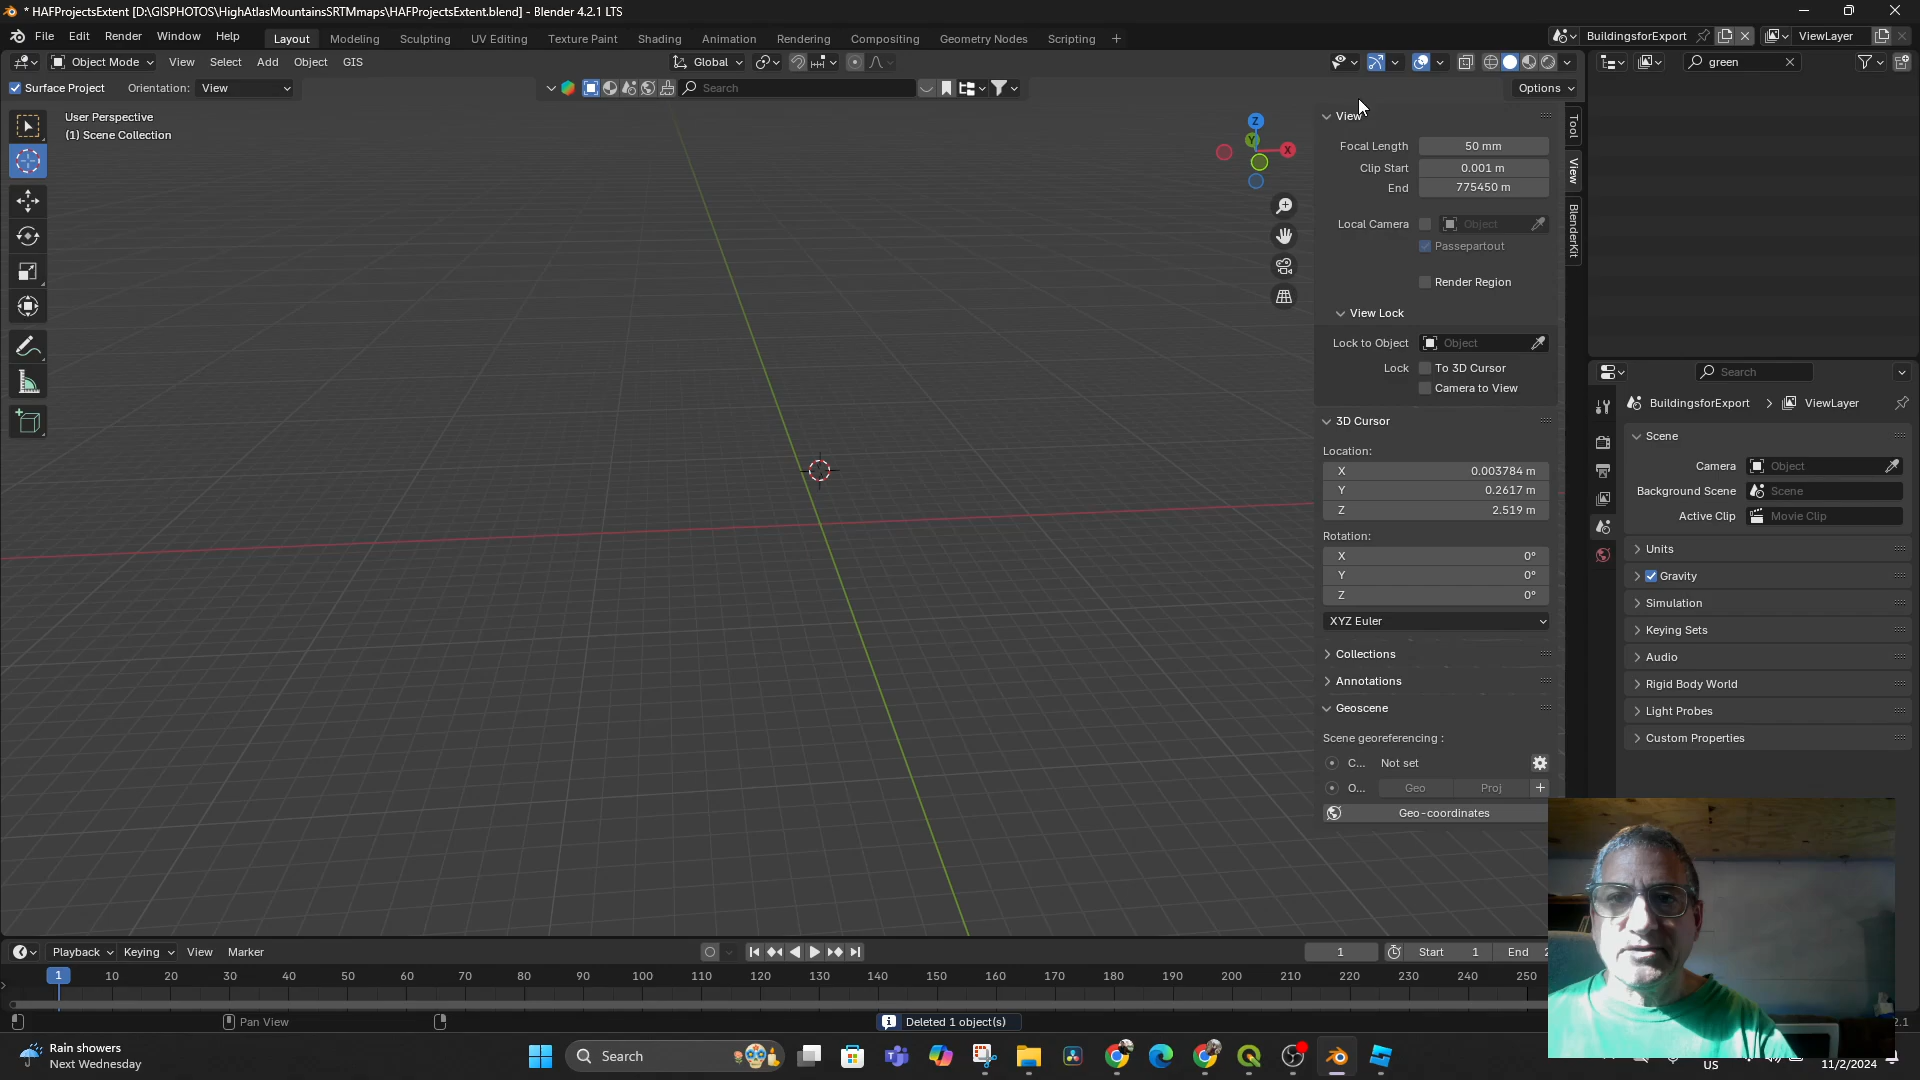 * HAFProjectsExtent [D:\GISPHOTOS\HighAtlasMountainsSRTMmaps\HAFProjectsExtent.blend] - Blender 4.2.1 LTS
File Edit Render Window Help Layout Modeling Sculpting UV Editing Texture Paint Shading Animation Rendering Compositing Geometry Nodes Scripting + BuildingsforExport ViewLayer
Object Mode View Select Add Object GIS Global green
Surface Project Orientation: View Search Options
User Perspective
(1) Scene Collection
Z
Y
X
View
Focal Length 50 mm
Clip Start 0.001 m
End 775450 m
Local Camera Object
Passepartout
Render Region
View Lock
Lock to Object Object
Lock To 3D Cursor
Camera to View
3D Cursor
Location:
X 0.003784 m
Y 0.2617 m
Z 2.519 m
Rotation:
X 0°
Y 0°
Z 0°
XYZ Euler
Collections
Annotations
Geoscene
Scene georeferencing :
C... Not set
O... Geo Proj +
Geo-coordinates
Tool
View
BlenderKit
Search
BuildingsforExport > ViewLayer
Scene
Camera Object
Background Scene Scene
Active Clip Movie Clip
Units
Gravity
Simulation
Keying Sets
Audio
Rigid Body World
Light Probes
Custom Properties
Playback Keying View Marker 1 Start 1 End 2
1 10 20 30 40 50 60 70 80 90 100 110 120 130 140 150 160 170 180 190 200 210 220 230 240 250
Pan View Deleted 1 object(s) 2.1
Rain showers
Next Wednesday
Search
US
11/2/2024